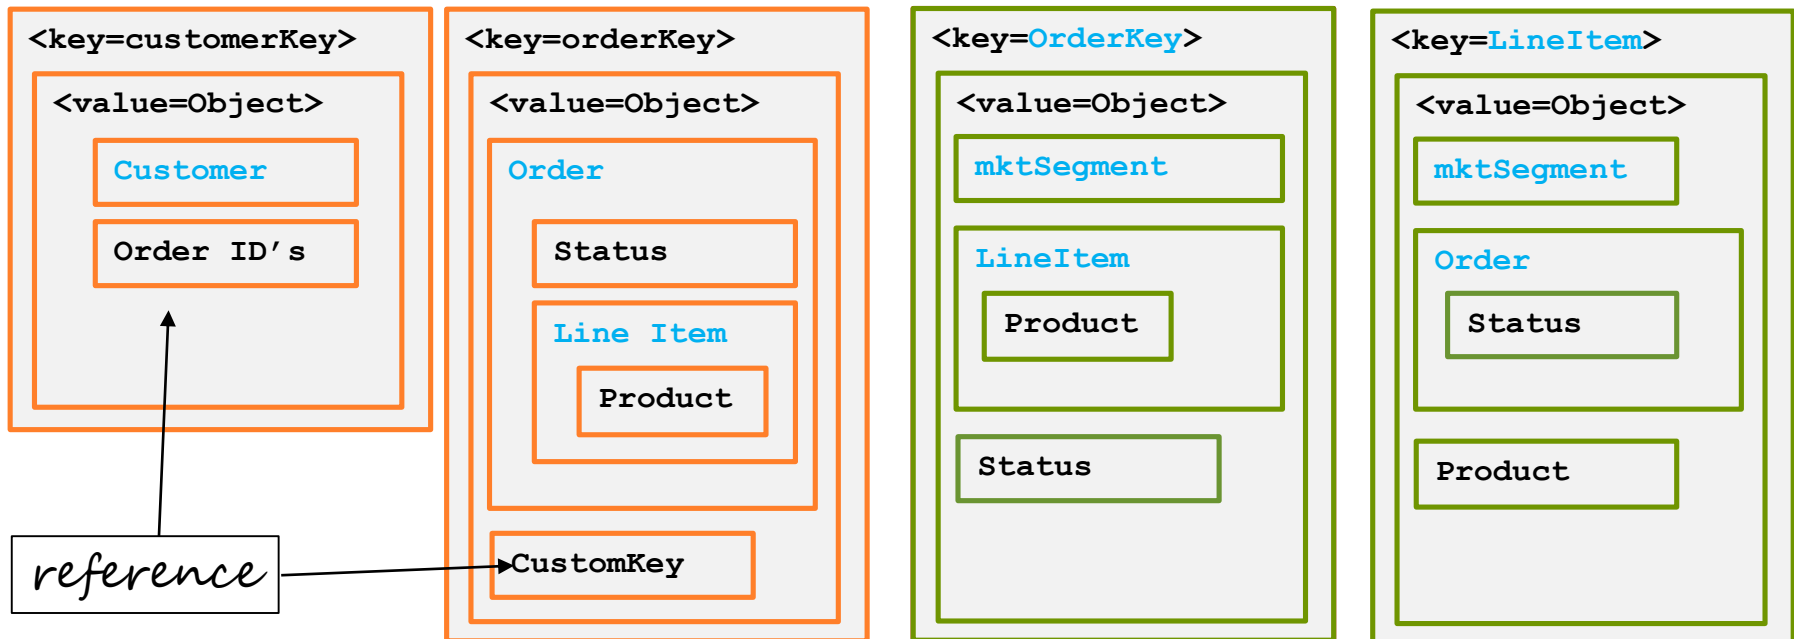 <key=customerKey>
<value=Object>
Customer
Order ID’s
reference
<key=orderKey>
<value=Object>
Order
Status
Line Item
Product
CustomKey
<key=OrderKey>
<value=Object>
mktSegment
LineItem
Product
Status
<key=LineItem>
<value=Object>
mktSegment
Order
Status
Product